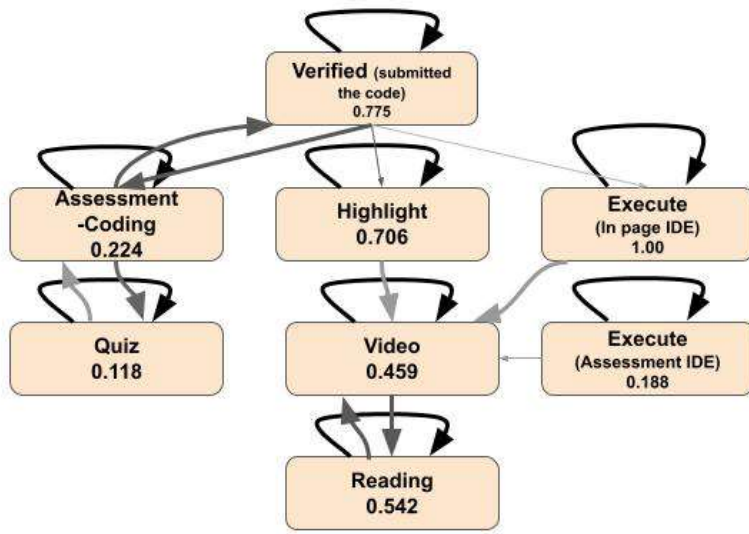 Verified (submitted
the code)
0.775
Assessment
-Coding
0.224
Highlight
0.706
Execute
(In page IDE)
1.00
Quiz
0.118
Video
0.459
Execute
(Assessment IDE)
0.188
Reading
0.542